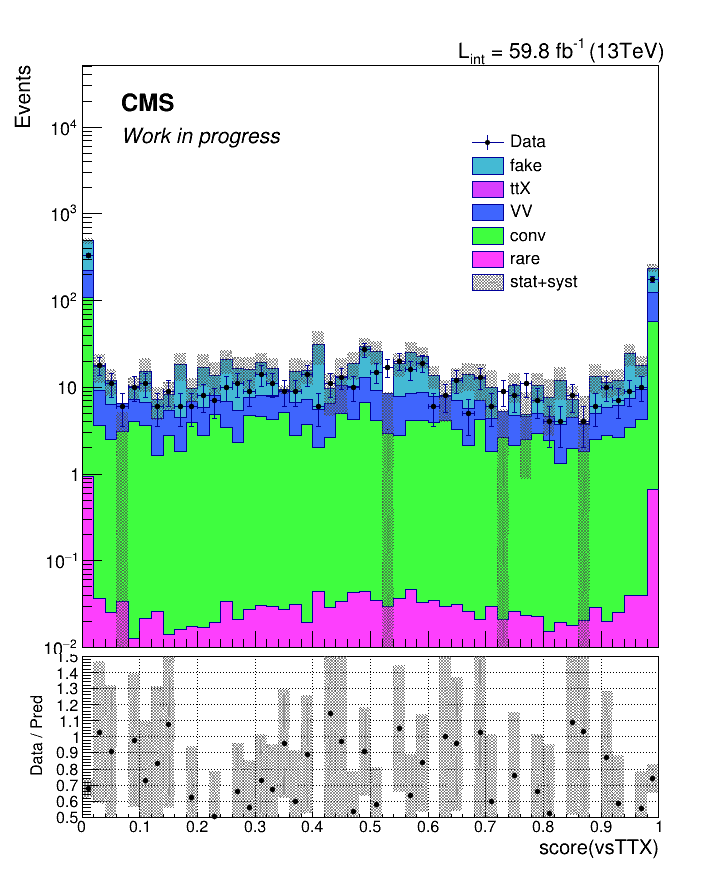 L_int = 59.8 fb^-1 (13TeV)
Events
CMS
Work in progress
Data
fake
ttX
VV
conv
rare
stat+syst
10^4
10^3
10^2
10
1
10^−1
10^−2
Data / Pred
1.5
1.4
1.3
1.2
1.1
1
0.9
0.8
0.7
0.6
0.5
0 0.1 0.2 0.3 0.4 0.5 0.6 0.7 0.8 0.9 1
score(vsTTX)